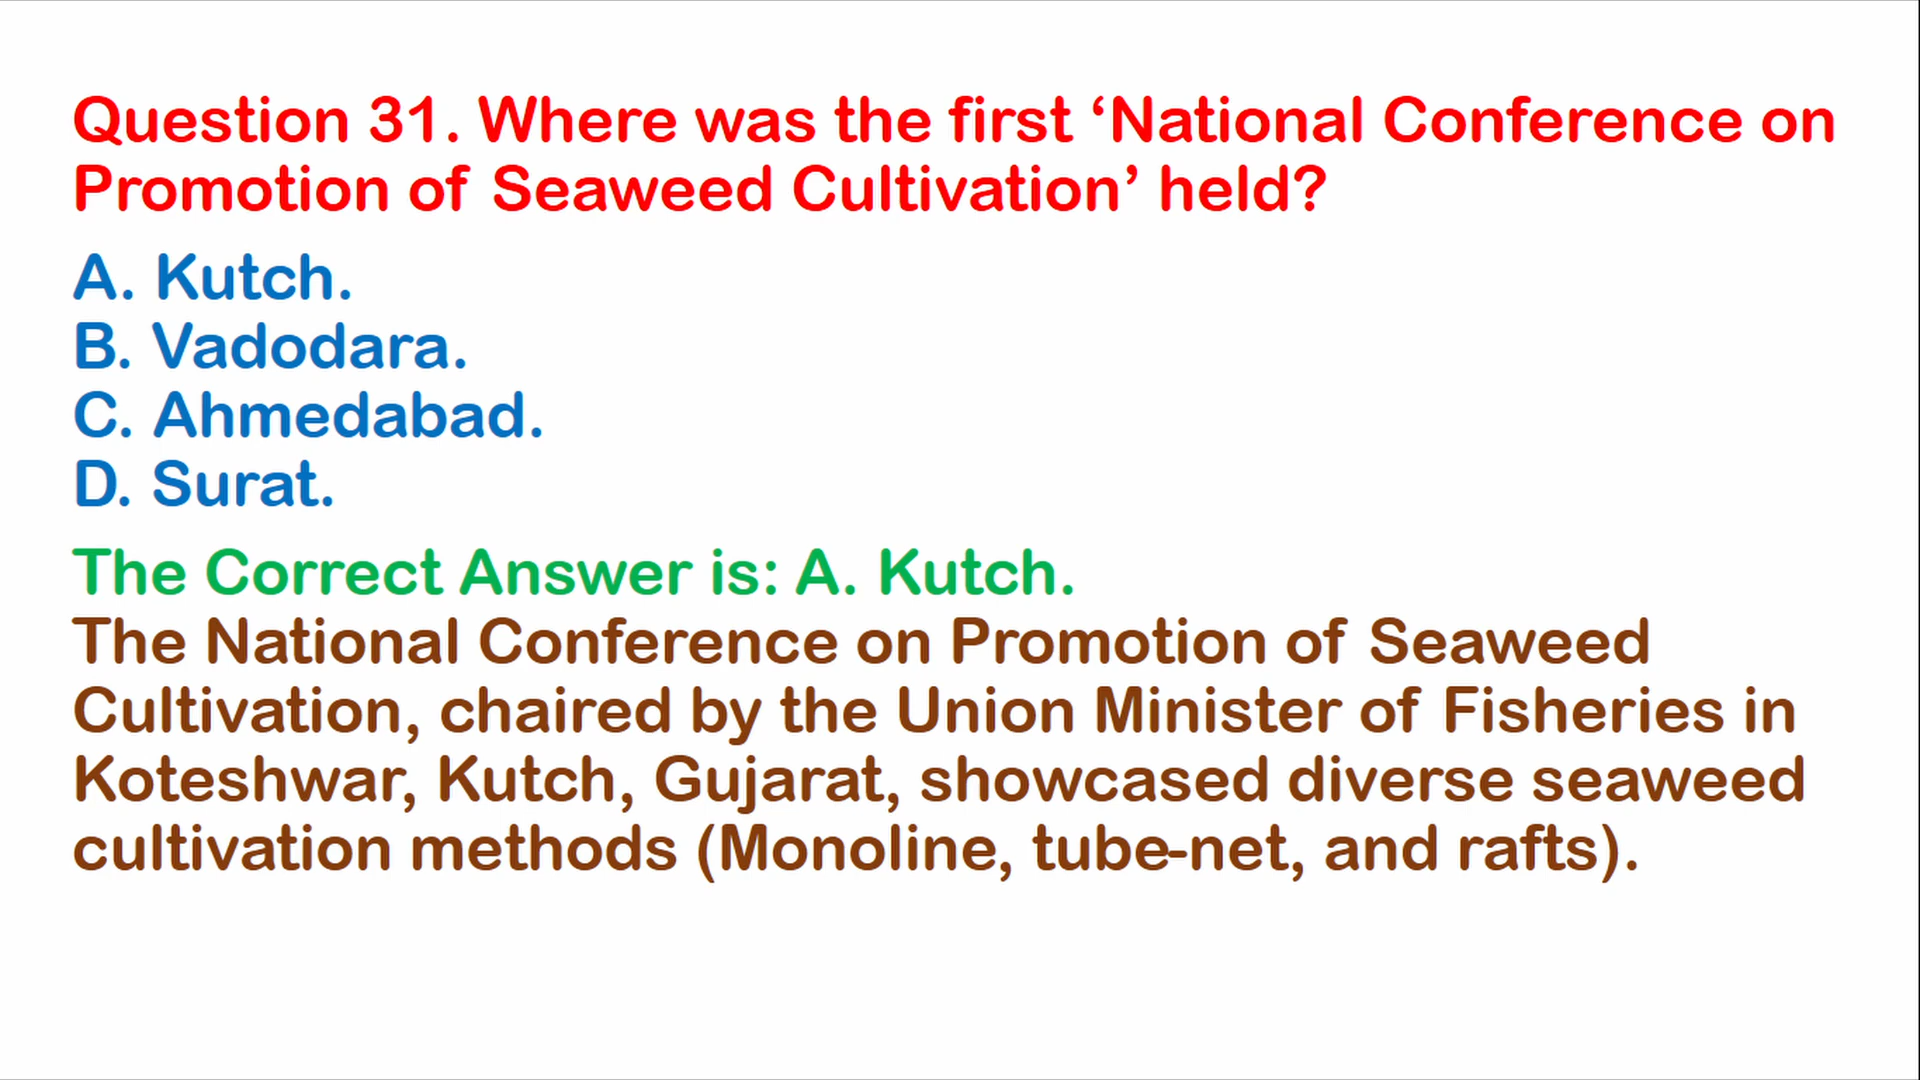 Question 31. Where was the first ‘National Conference on
Promotion of Seaweed Cultivation’ held?
A. Kutch.
B. Vadodara.
C. Ahmedabad.
D. Surat.
The Correct Answer is: A. Kutch.
The National Conference on Promotion of Seaweed
Cultivation, chaired by the Union Minister of Fisheries in
Koteshwar, Kutch, Gujarat, showcased diverse seaweed
cultivation methods (Monoline, tube-net, and rafts).